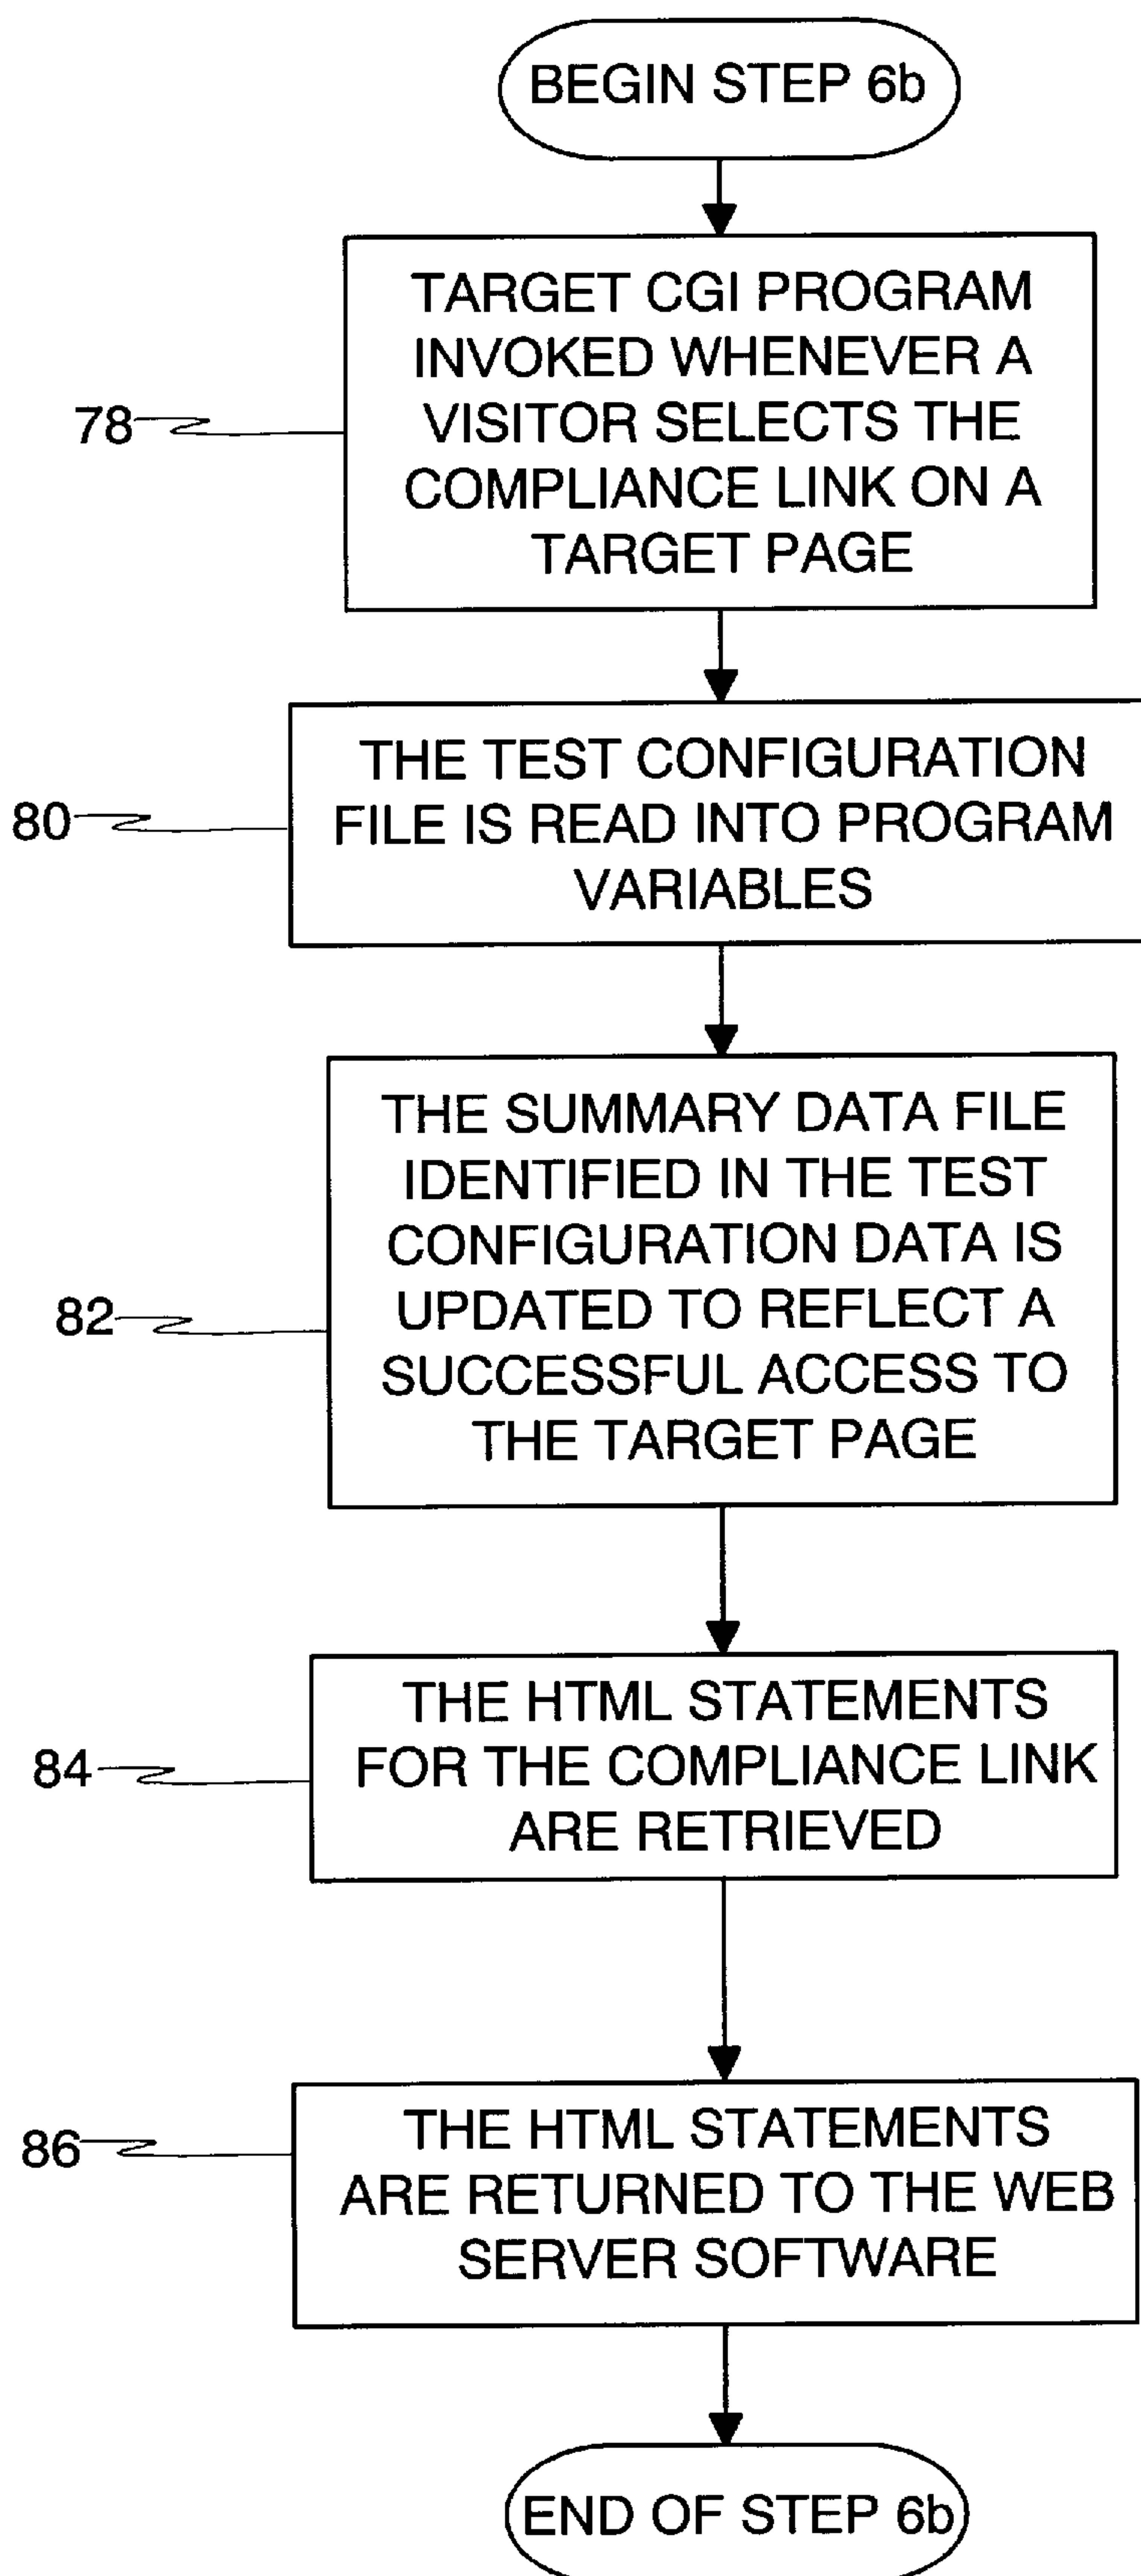 BEGIN STEP 6b
TARGET CGI PROGRAM
INVOKED WHENEVER A
VISITOR SELECTS THE
COMPLIANCE LINK ON A
TARGET PAGE
78
THE TEST CONFIGURATION
FILE IS READ INTO PROGRAM
VARIABLES
80
THE SUMMARY DATA FILE
IDENTIFIED IN THE TEST
CONFIGURATION DATA IS
UPDATED TO REFLECT A
SUCCESSFUL ACCESS TO
THE TARGET PAGE
82
THE HTML STATEMENTS
FOR THE COMPLIANCE LINK
ARE RETRIEVED
84
THE HTML STATEMENTS
ARE RETURNED TO THE WEB
SERVER SOFTWARE
86
END OF STEP 6b